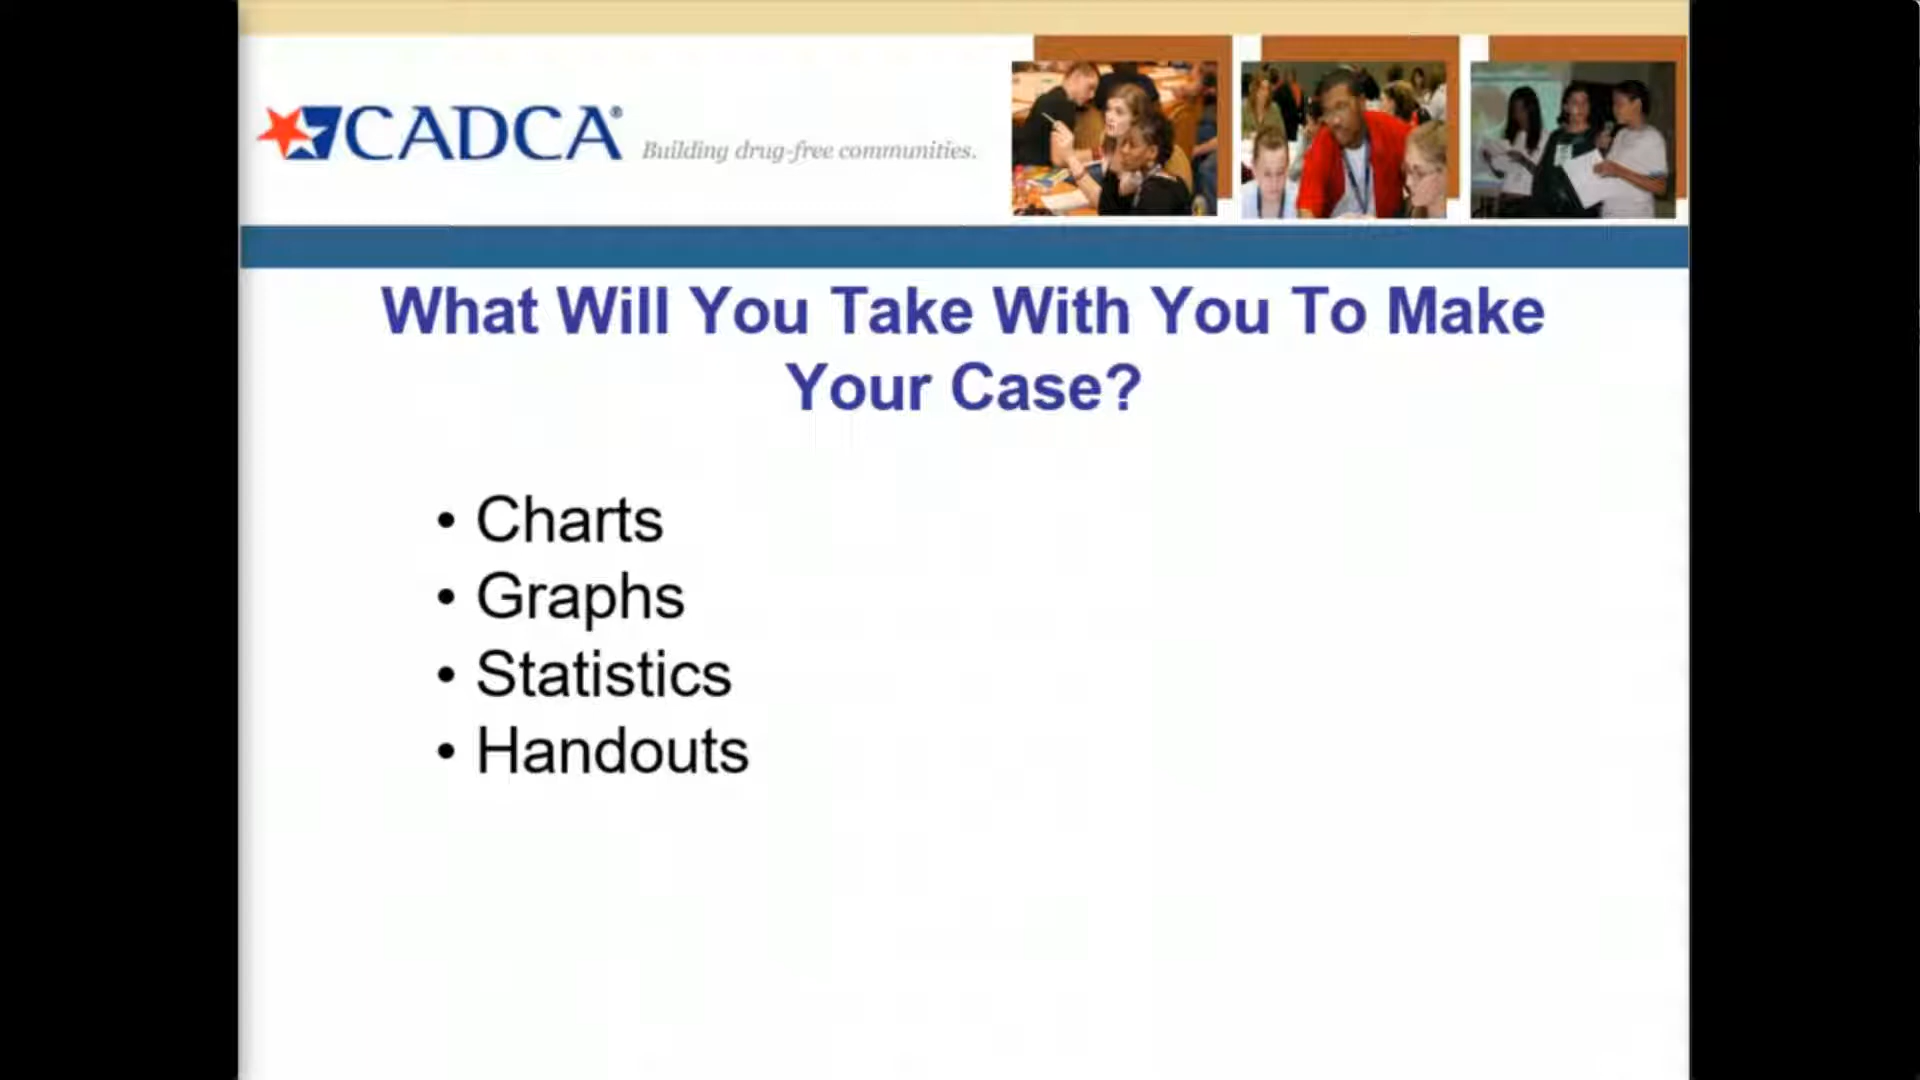 CADCA® Building drug-free communities.
What Will You Take With You To Make
Your Case?
• Charts
• Graphs
• Statistics
• Handouts